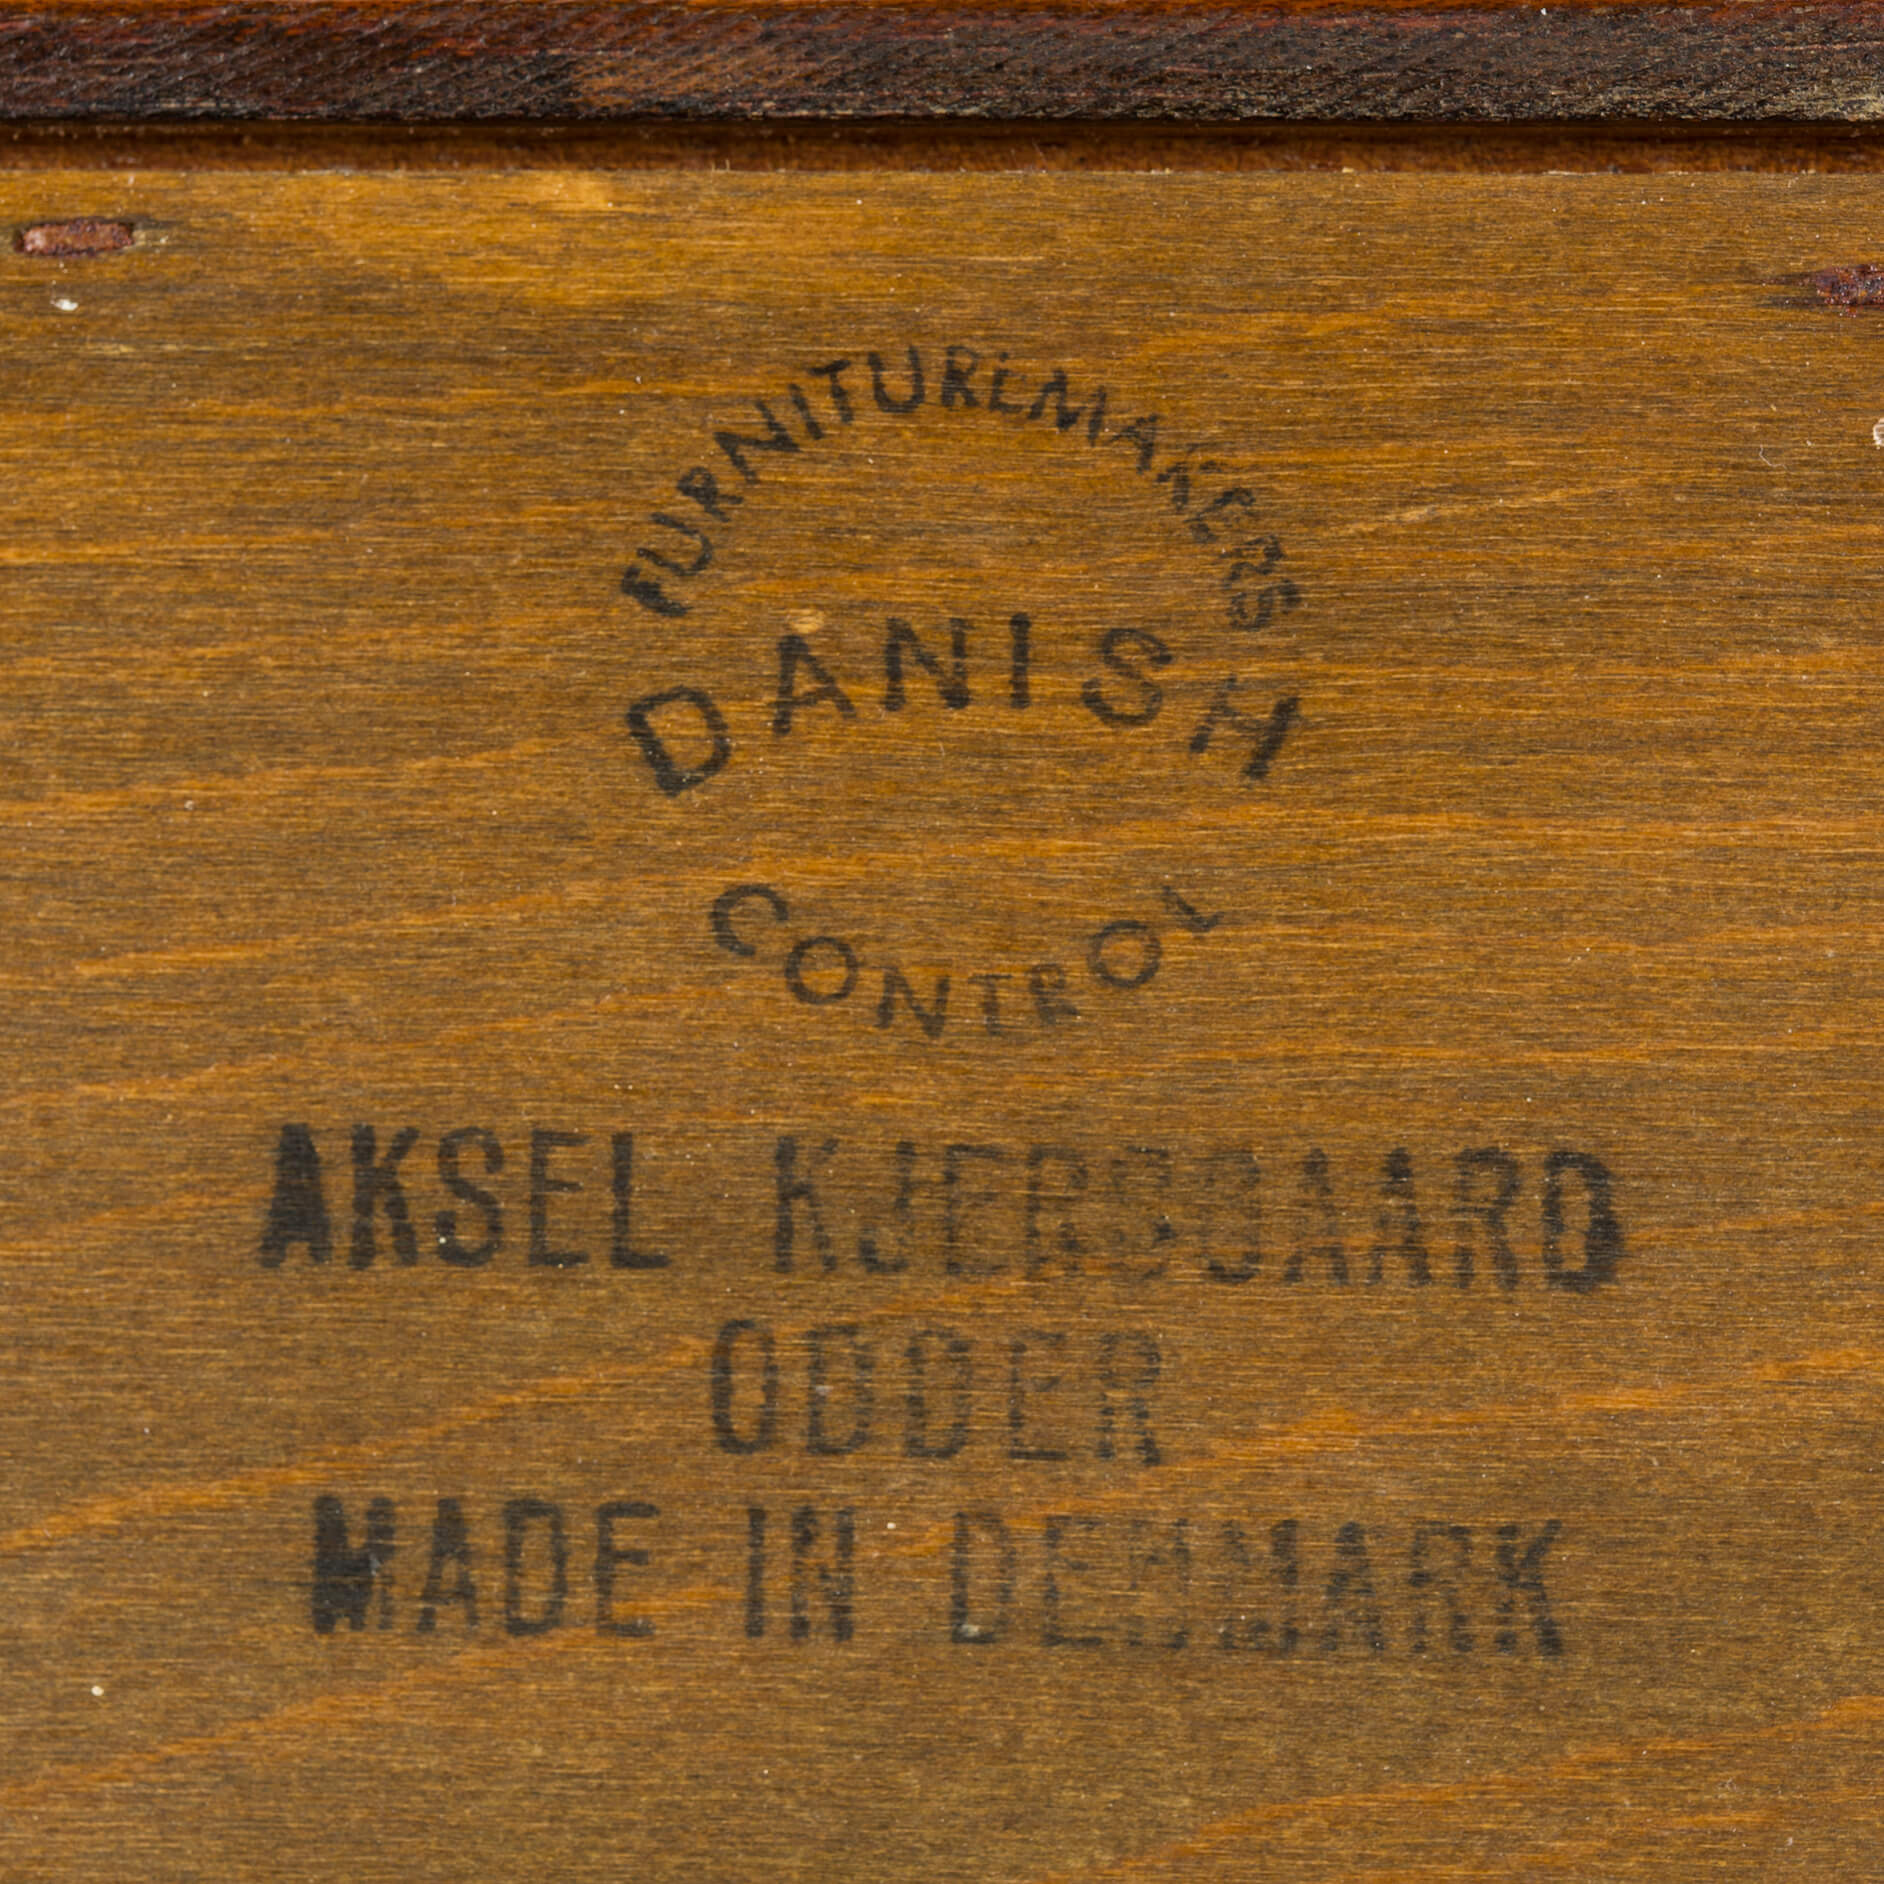 FURNITUREMAKERS
DANISH
CONTROL
AKSEL KJERSGAARD
ODDER
MADE IN DENMARK